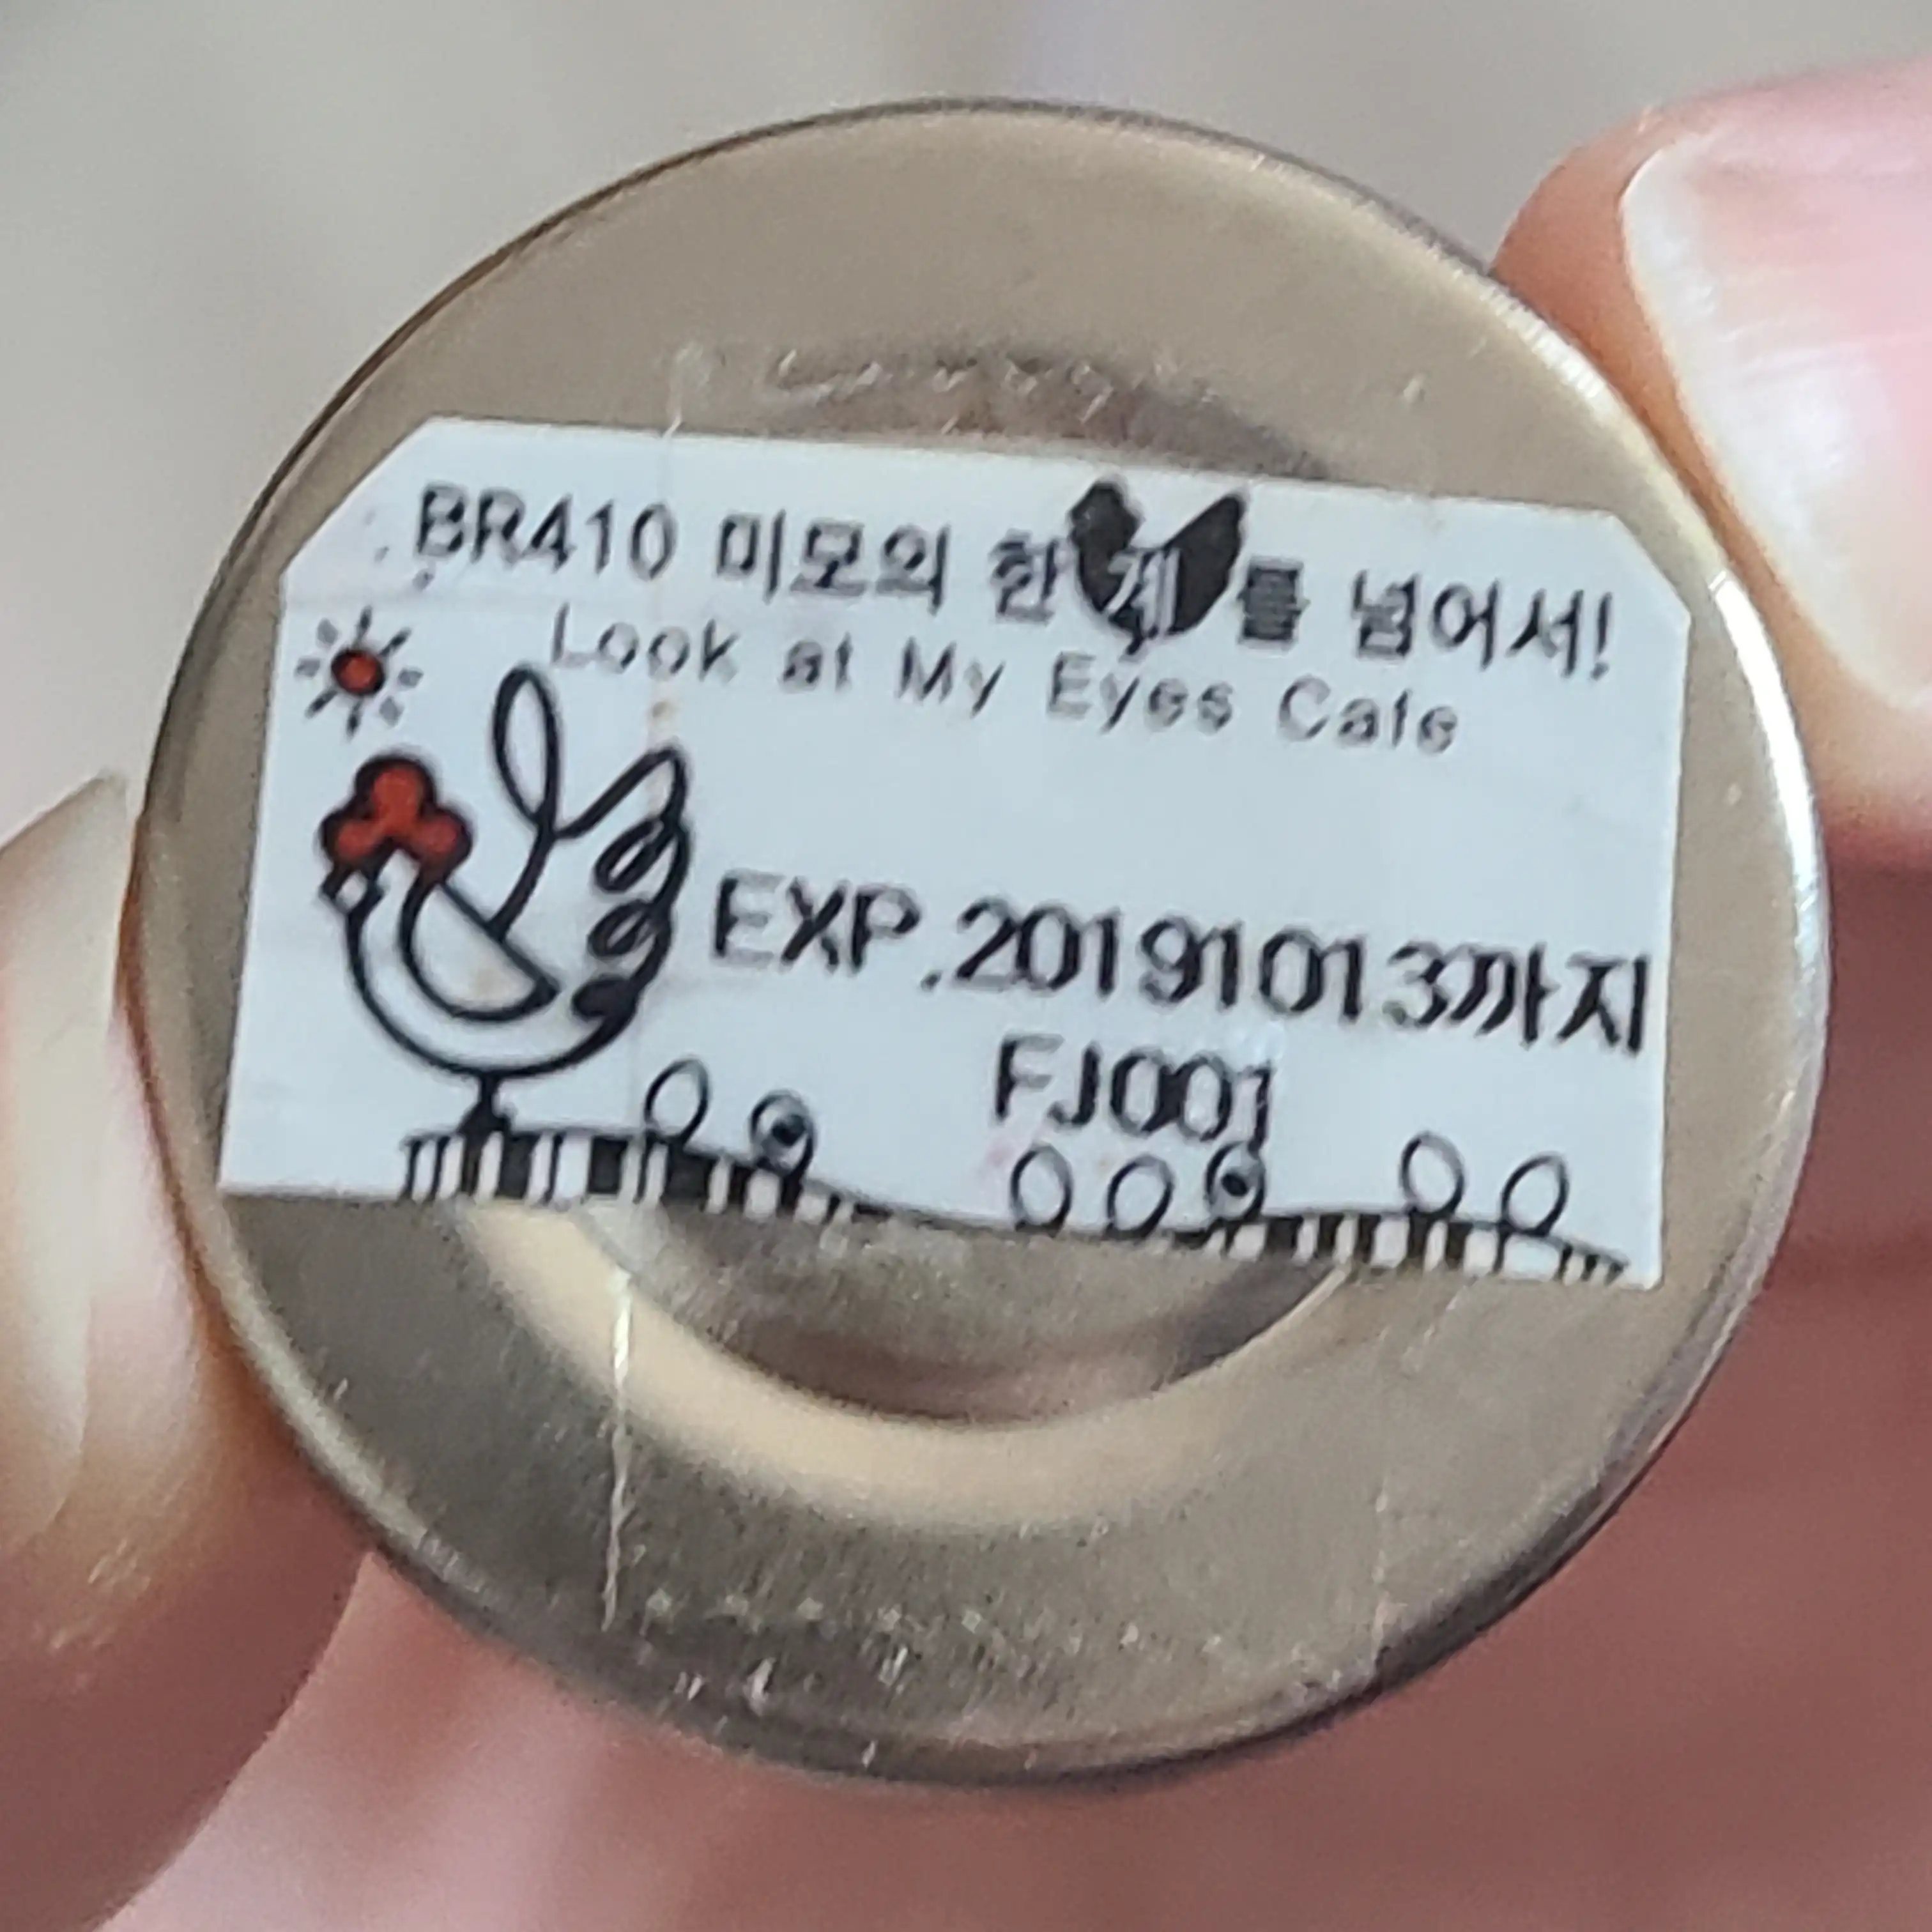 BR410 미모의 한계를 넘어서!
Look at My Eyes Cafe
EXP.20191013까지
FJ001